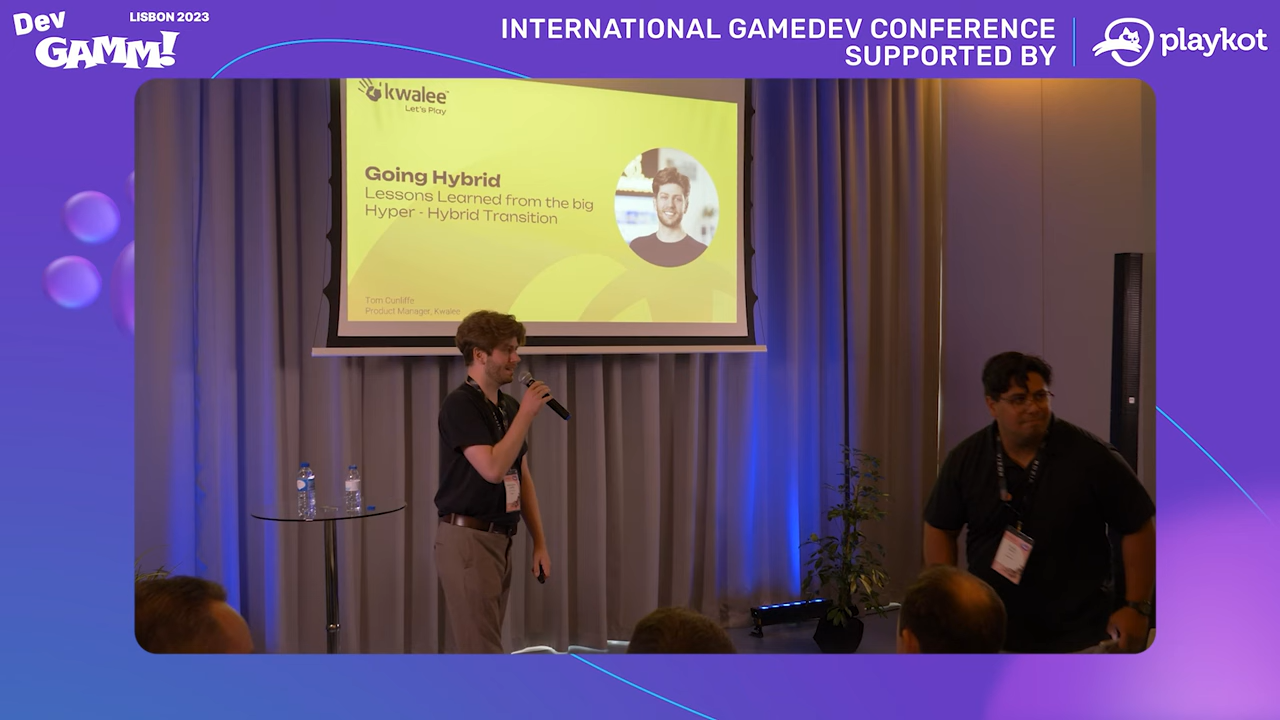 Dev
GAMM!
LISBON 2023
INTERNATIONAL GAMEDEV CONFERENCE
SUPPORTED BY
playkot
kwalee
Let's Play
Going Hybrid
Lessons Learned from the big
Hyper - Hybrid Transition
Tom Cunliffe
Product Manager, Kwalee